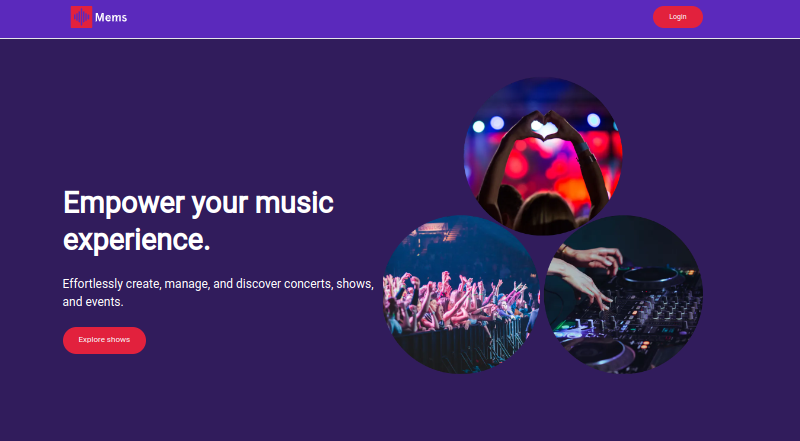 Mems
Login
Empower your music
experience.
Effortlessly create, manage, and discover concerts, shows,
and events.
Explore shows